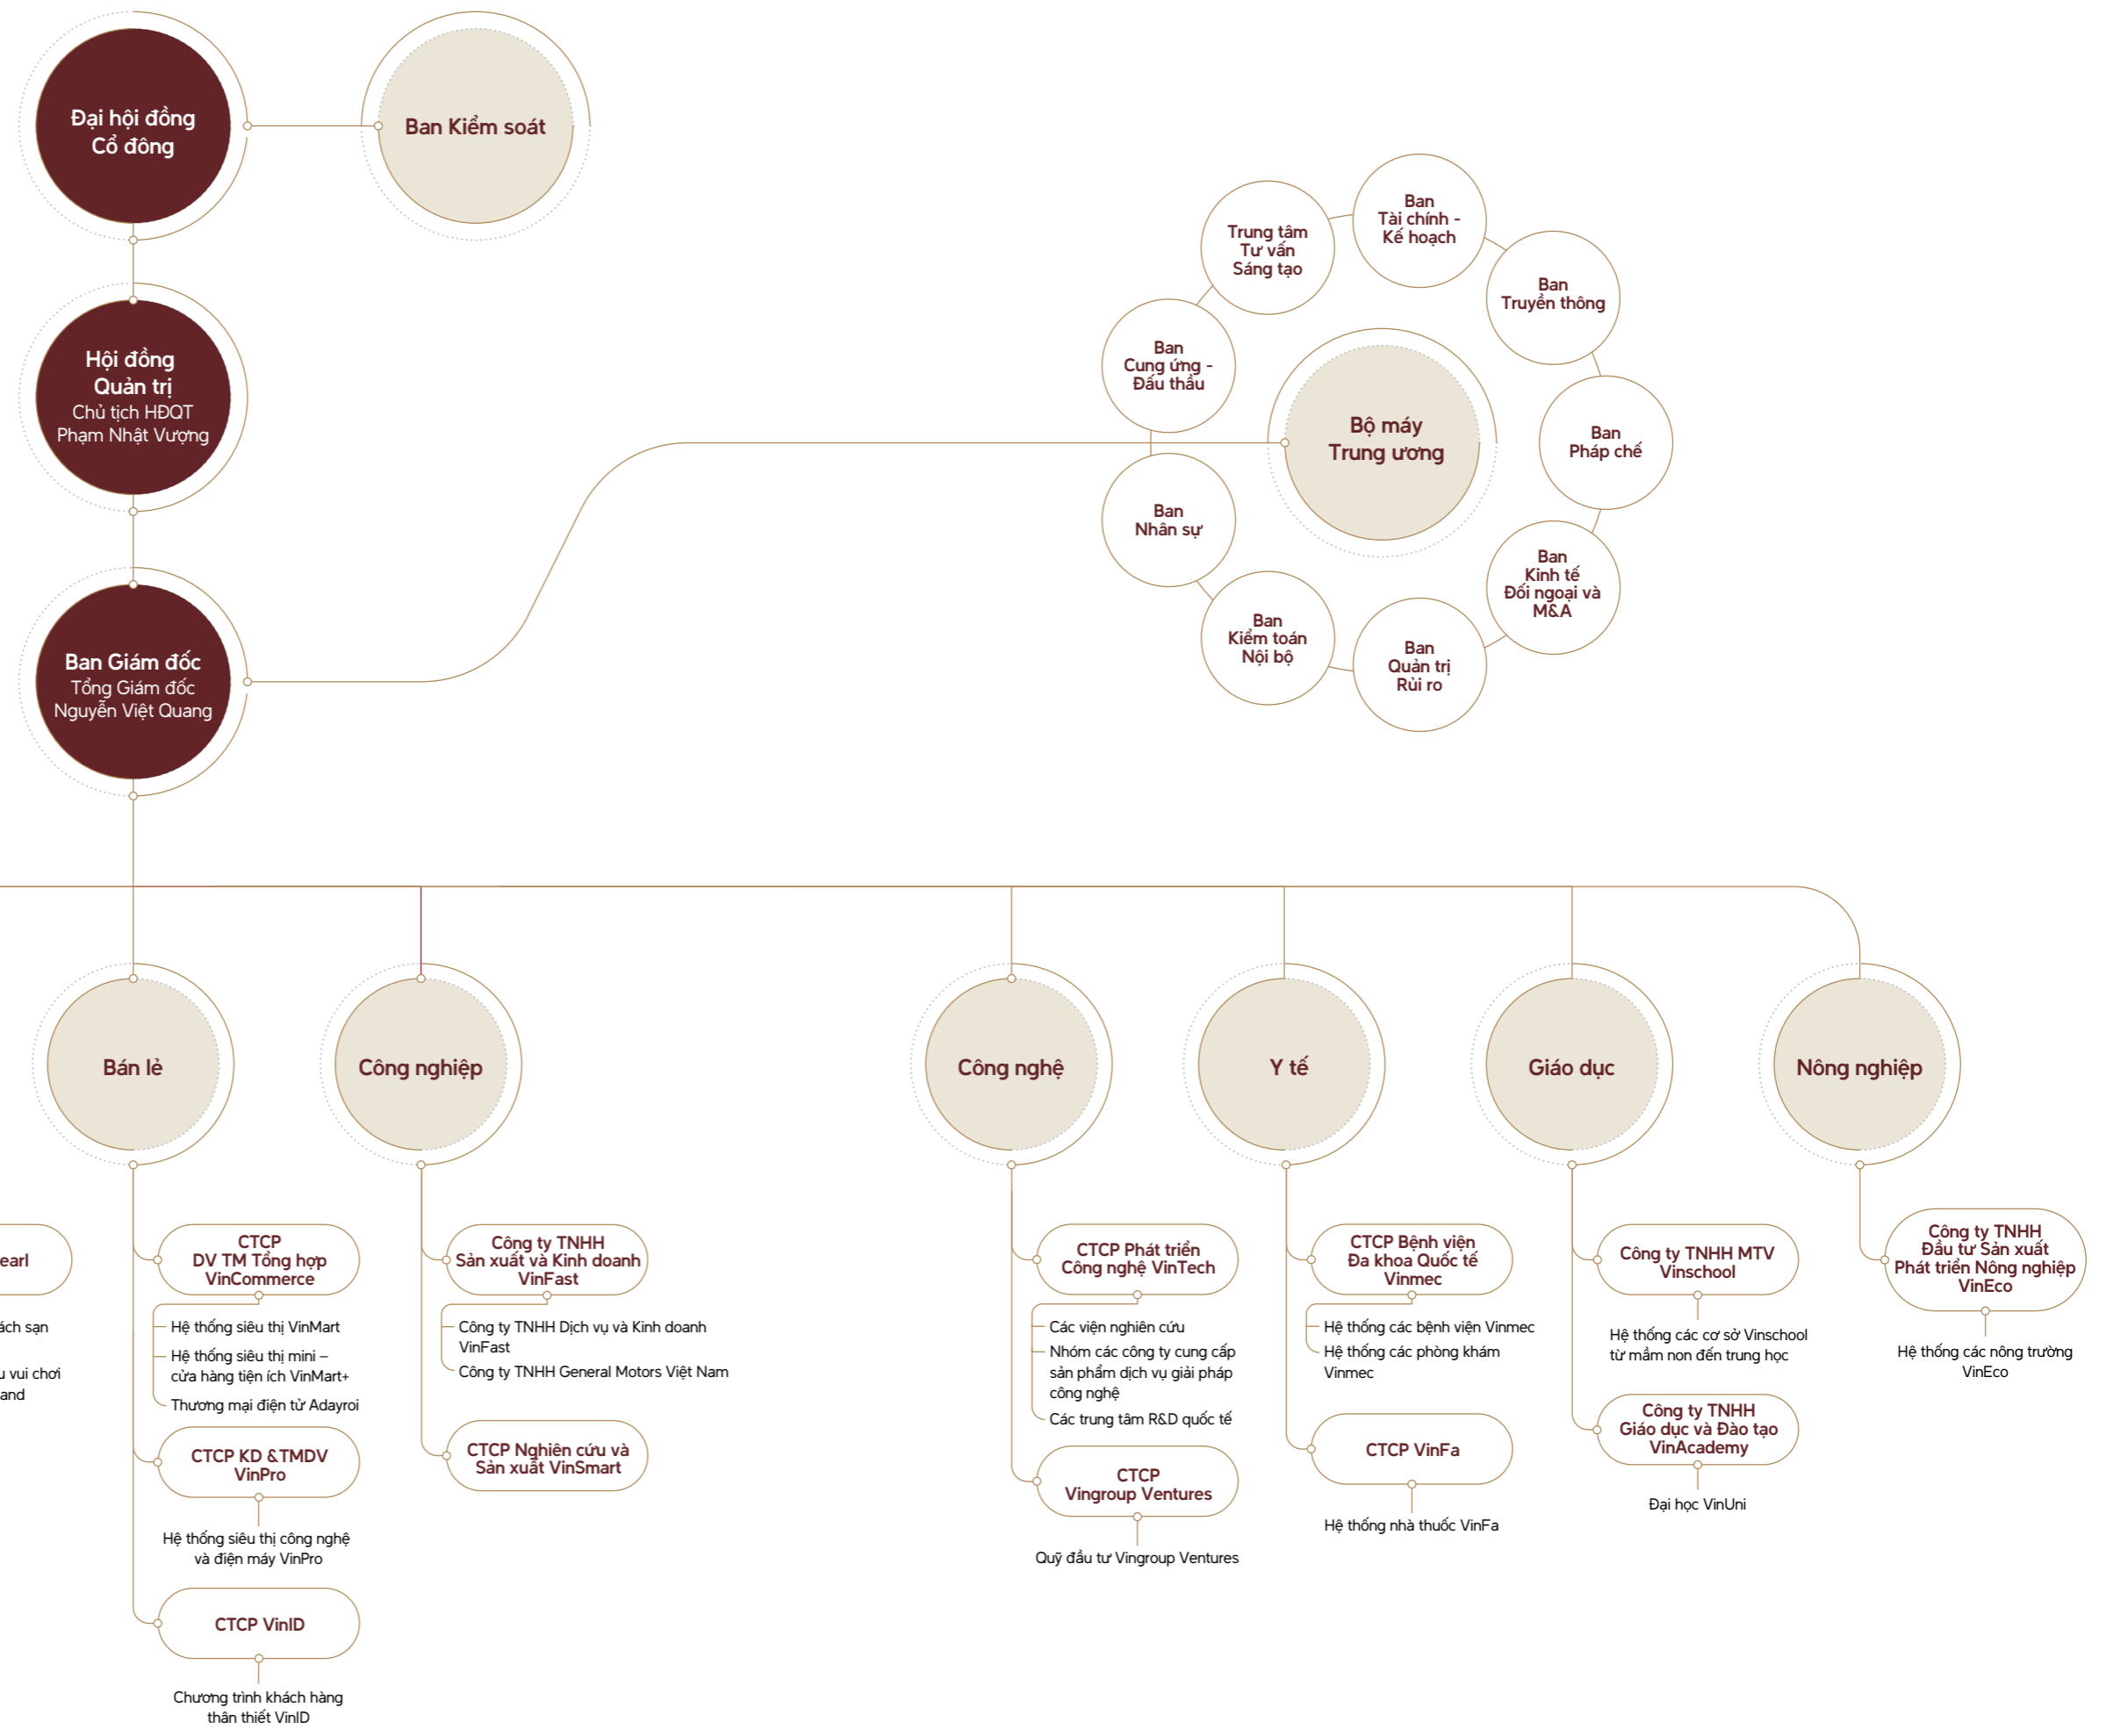 Đại hội đồng
Cổ đông
Ban Kiểm soát
Hội đồng
Quản trị
Chủ tịch HĐQT
Phạm Nhật Vượng
Ban Giám đốc
Tổng Giám đốc
Nguyễn Việt Quang
Bộ máy
Trung ương
Ban
Tài chính -
Kế hoạch
Ban
Truyền thông
Ban
Pháp chế
Ban
Kinh tế
Đối ngoại và
M&A
Ban
Quản trị
Rủi ro
Ban
Kiểm toán
Nội bộ
Ban
Nhân sự
Ban
Cung ứng -
Đấu thầu
Trung tâm
Tư vấn
Sáng tạo
earl
ách sạn
u vui chơi
and
Bán lẻ
CTCP
DV TM Tổng hợp
VinCommerce
Hệ thống siêu thị VinMart
Hệ thống siêu thị mini –
cửa hàng tiện ích VinMart+
Thương mại điện tử Adayroi
CTCP KD &TMDV
VinPro
Hệ thống siêu thị công nghệ
và điện máy VinPro
CTCP VinID
Chương trình khách hàng
thân thiết VinID
Công nghiệp
Công ty TNHH
Sản xuất và Kinh doanh
VinFast
Công ty TNHH Dịch vụ và Kinh doanh
VinFast
Công ty TNHH General Motors Việt Nam
CTCP Nghiên cứu và
Sản xuất VinSmart
Công nghệ
CTCP Phát triển
Công nghệ VinTech
Các viện nghiên cứu
Nhóm các công ty cung cấp
sản phẩm dịch vụ giải pháp
công nghệ
Các trung tâm R&D quốc tế
CTCP
Vingroup Ventures
Quỹ đầu tư Vingroup Ventures
Y tế
CTCP Bệnh viện
Đa khoa Quốc tế
Vinmec
Hệ thống các bệnh viện Vinmec
Hệ thống các phòng khám
Vinmec
CTCP VinFa
Hệ thống nhà thuốc VinFa
Giáo dục
Công ty TNHH MTV
Vinschool
Hệ thống các cơ sở Vinschool
từ mầm non đến trung học
Công ty TNHH
Giáo dục và Đào tạo
VinAcademy
Đại học VinUni
Nông nghiệp
Công ty TNHH
Đầu tư Sản xuất
Phát triển Nông nghiệp
VinEco
Hệ thống các nông trường
VinEco